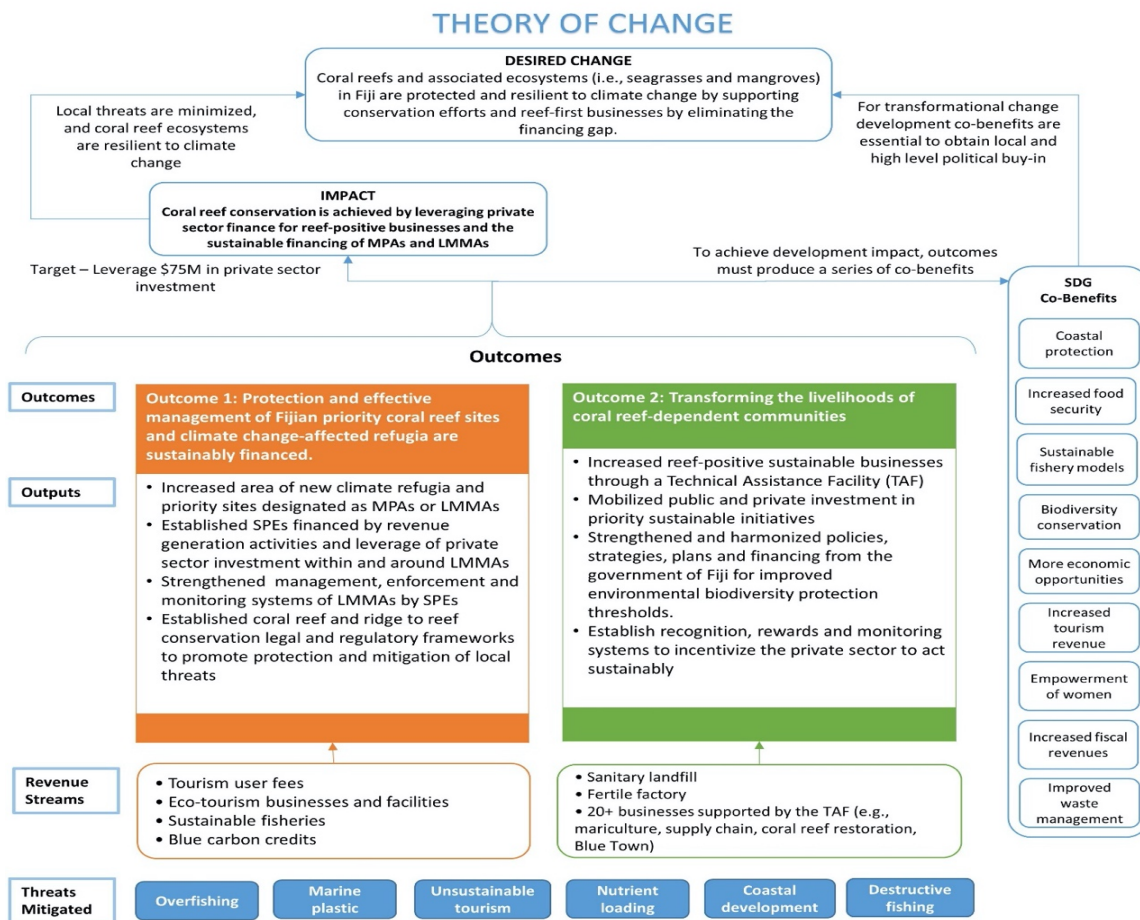 THEORY OF CHANGE
DESIRED CHANGE
Coral reefs and associated ecosystems (i.e., seagrasses and mangroves)
in Fiji are protected and resilient to climate change by supporting
conservation efforts and reef-first businesses by eliminating the
financing gap.
Local threats are minimized,
and coral reef ecosystems
are resilient to climate
change
For transformational change
development co-benefits are
essential to obtain local and
high level political buy-in
IMPACT
Coral reef conservation is achieved by leveraging private
sector finance for reef-positive businesses and the
sustainable financing of MPAs and LMMAs
Target – Leverage $75M in private sector
investment
To achieve development impact, outcomes
must produce a series of co-benefits
SDG
Co-Benefits
Coastal
protection
Increased food
security
Sustainable
fishery models
Biodiversity
conservation
More economic
opportunities
Increased
tourism
revenue
Empowerment
of women
Increased fiscal
revenues
Improved
waste
management
Outcomes
Outcomes
Outcome 1: Protection and effective
management of Fijian priority coral reef sites
and climate change-affected refugia are
sustainably financed.
Outcome 2: Transforming the livelihoods of
coral reef-dependent communities
Outputs
• Increased area of new climate refugia and
priority sites designated as MPAs or LMMAs
• Established SPEs financed by revenue
generation activities and leverage of private
sector investment within and around LMMAs
• Strengthened management, enforcement and
monitoring systems of LMMAs by SPEs
• Established coral reef and ridge to reef
conservation legal and regulatory frameworks
to promote protection and mitigation of local
threats
• Increased reef-positive sustainable businesses
through a Technical Assistance Facility (TAF)
• Mobilized public and private investment in
priority sustainable initiatives
• Strengthened and harmonized policies,
strategies, plans and financing from the
government of Fiji for improved
environmental biodiversity protection
thresholds.
• Establish recognition, rewards and monitoring
systems to incentivize the private sector to act
sustainably
Revenue
Streams
• Tourism user fees
• Eco-tourism businesses and facilities
• Sustainable fisheries
• Blue carbon credits
• Sanitary landfill
• Fertile factory
• 20+ businesses supported by the TAF (e.g.,
mariculture, supply chain, coral reef restoration,
Blue Town)
Threats
Mitigated
Overfishing
Marine
plastic
Unsustainable
tourism
Nutrient
loading
Coastal
development
Destructive
fishing